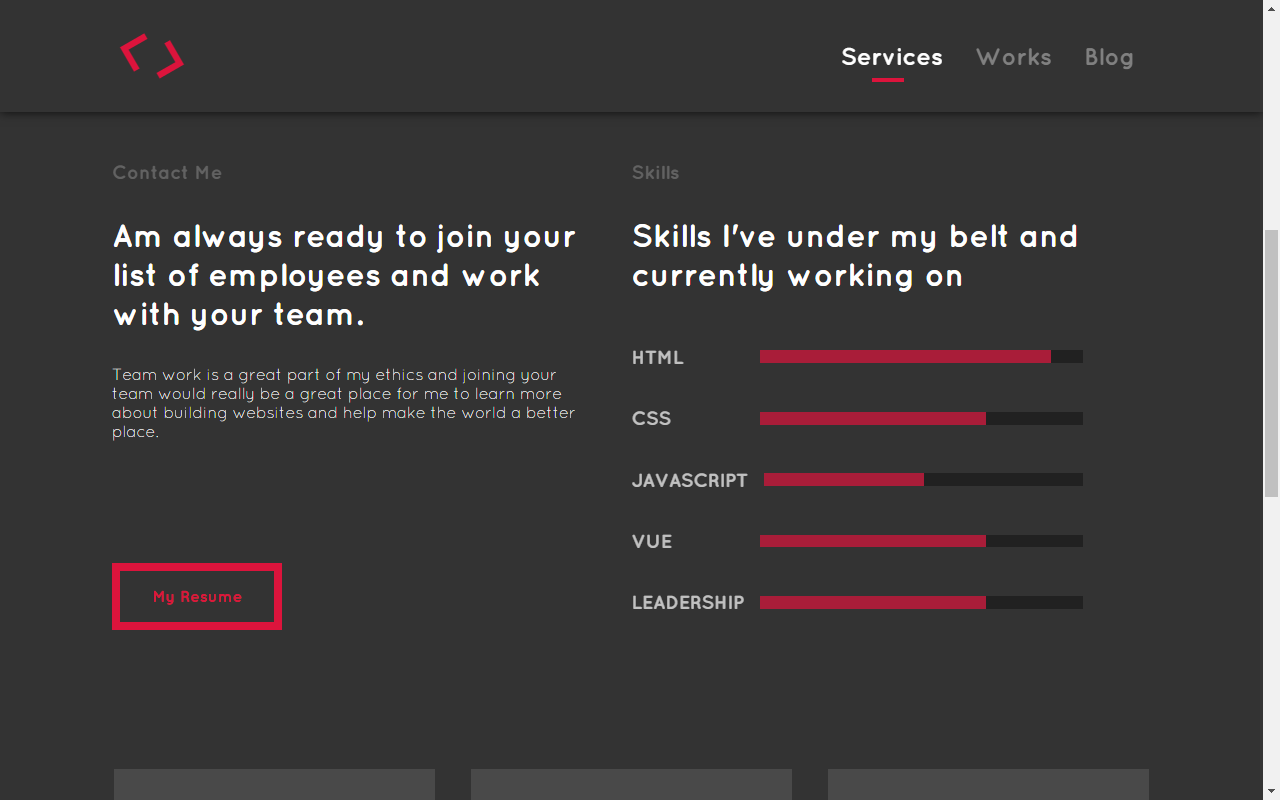 Services Works Blog
Contact Me
Am always ready to join your
list of employees and work
with your team.
Team work is a great part of my ethics and joining your
team would really be a great place for me to learn more
about building websites and help make the world a better
place.
My Resume
Skills
Skills I've under my belt and
currently working on
HTML
CSS
JAVASCRIPT
VUE
LEADERSHIP